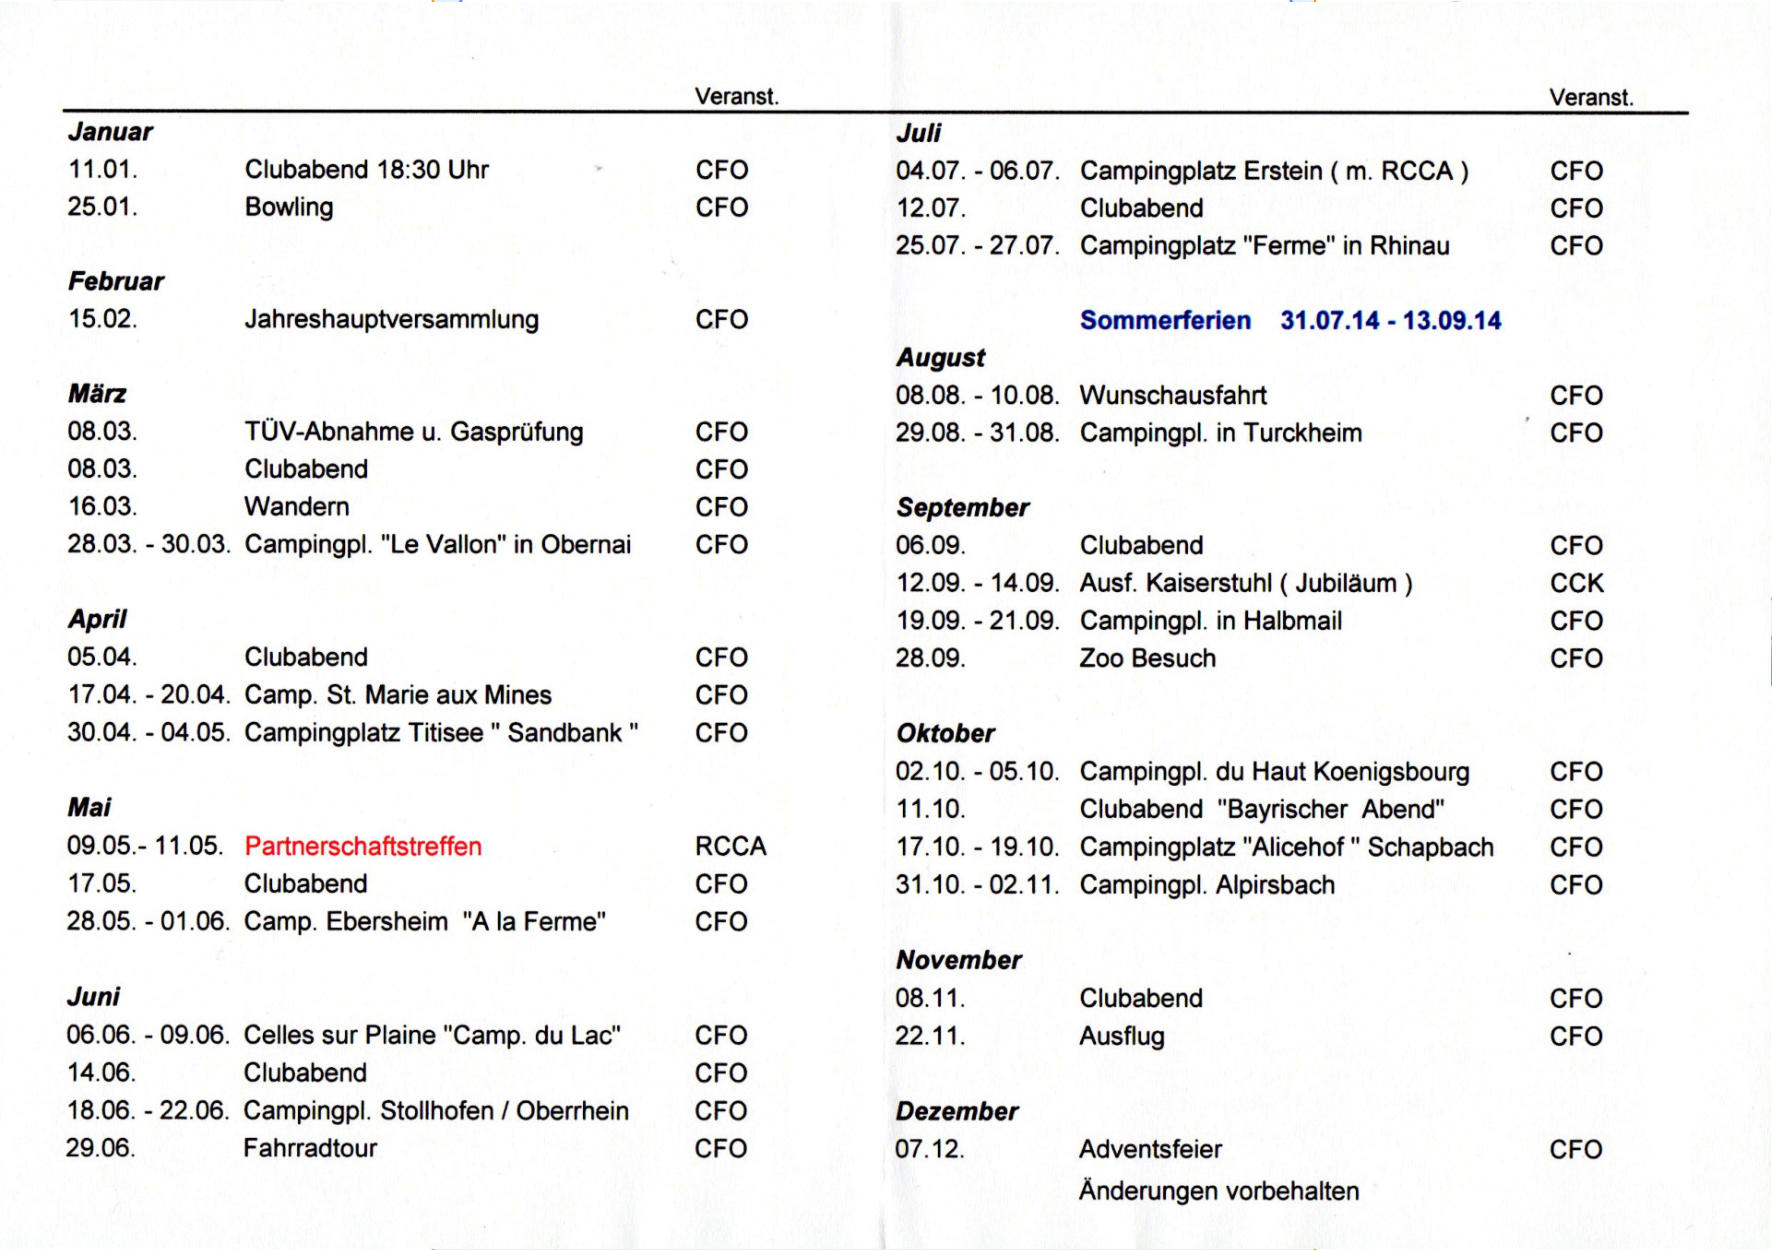 Veranst.
Januar
11.01. Clubabend 18:30 Uhr CFO
25.01. Bowling CFO
Februar
15.02. Jahreshauptversammlung CFO
März
08.03. TÜV-Abnahme u. Gasprüfung CFO
08.03. Clubabend CFO
16.03. Wandern CFO
28.03. - 30.03. Campingpl. "Le Vallon" in Obernai CFO
April
05.04. Clubabend CFO
17.04. - 20.04. Camp. St. Marie aux Mines CFO
30.04. - 04.05. Campingplatz Titisee " Sandbank " CFO
Mai
09.05.- 11.05. Partnerschaftstreffen RCCA
17.05. Clubabend CFO
28.05. - 01.06. Camp. Ebersheim "A la Ferme" CFO
Juni
06.06. - 09.06. Celles sur Plaine "Camp. du Lac" CFO
14.06. Clubabend CFO
18.06. - 22.06. Campingpl. Stollhofen / Oberrhein CFO
29.06. Fahrradtour CFO
Veranst.
Juli
04.07. - 06.07. Campingplatz Erstein ( m. RCCA ) CFO
12.07. Clubabend CFO
25.07. - 27.07. Campingplatz "Ferme" in Rhinau CFO
Sommerferien 31.07.14 - 13.09.14
August
08.08. - 10.08. Wunschausfahrt CFO
29.08. - 31.08. Campingpl. in Turckheim CFO
September
06.09. Clubabend CFO
12.09. - 14.09. Ausf. Kaiserstuhl ( Jubiläum ) CCK
19.09. - 21.09. Campingpl. in Halbmail CFO
28.09. Zoo Besuch CFO
Oktober
02.10. - 05.10. Campingpl. du Haut Koenigsbourg CFO
11.10. Clubabend "Bayrischer Abend" CFO
17.10. - 19.10. Campingplatz "Alicehof " Schapbach CFO
31.10. - 02.11. Campingpl. Alpirsbach CFO
November
08.11. Clubabend CFO
22.11. Ausflug CFO
Dezember
07.12. Adventsfeier CFO
Änderungen vorbehalten